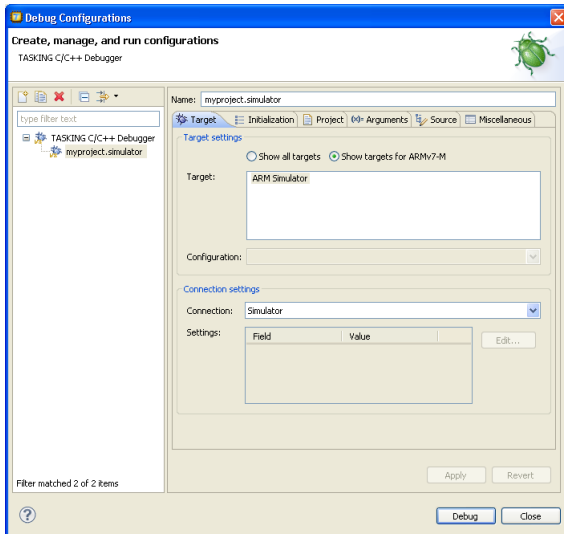 Debug Configurations
Create, manage, and run configurations
TASKING C/C++ Debugger
type filter text
TASKING C/C++ Debugger
myproject.simulator
Filter matched 2 of 2 items
Name: myproject.simulator
Target Initialization Project (x)= Arguments Source Miscellaneous
Target settings
Show all targets Show targets for ARMv7-M
Target: ARM Simulator
Configuration:
Connection settings
Connection: Simulator
Settings: Field Value Edit...
Apply Revert
? Debug Close